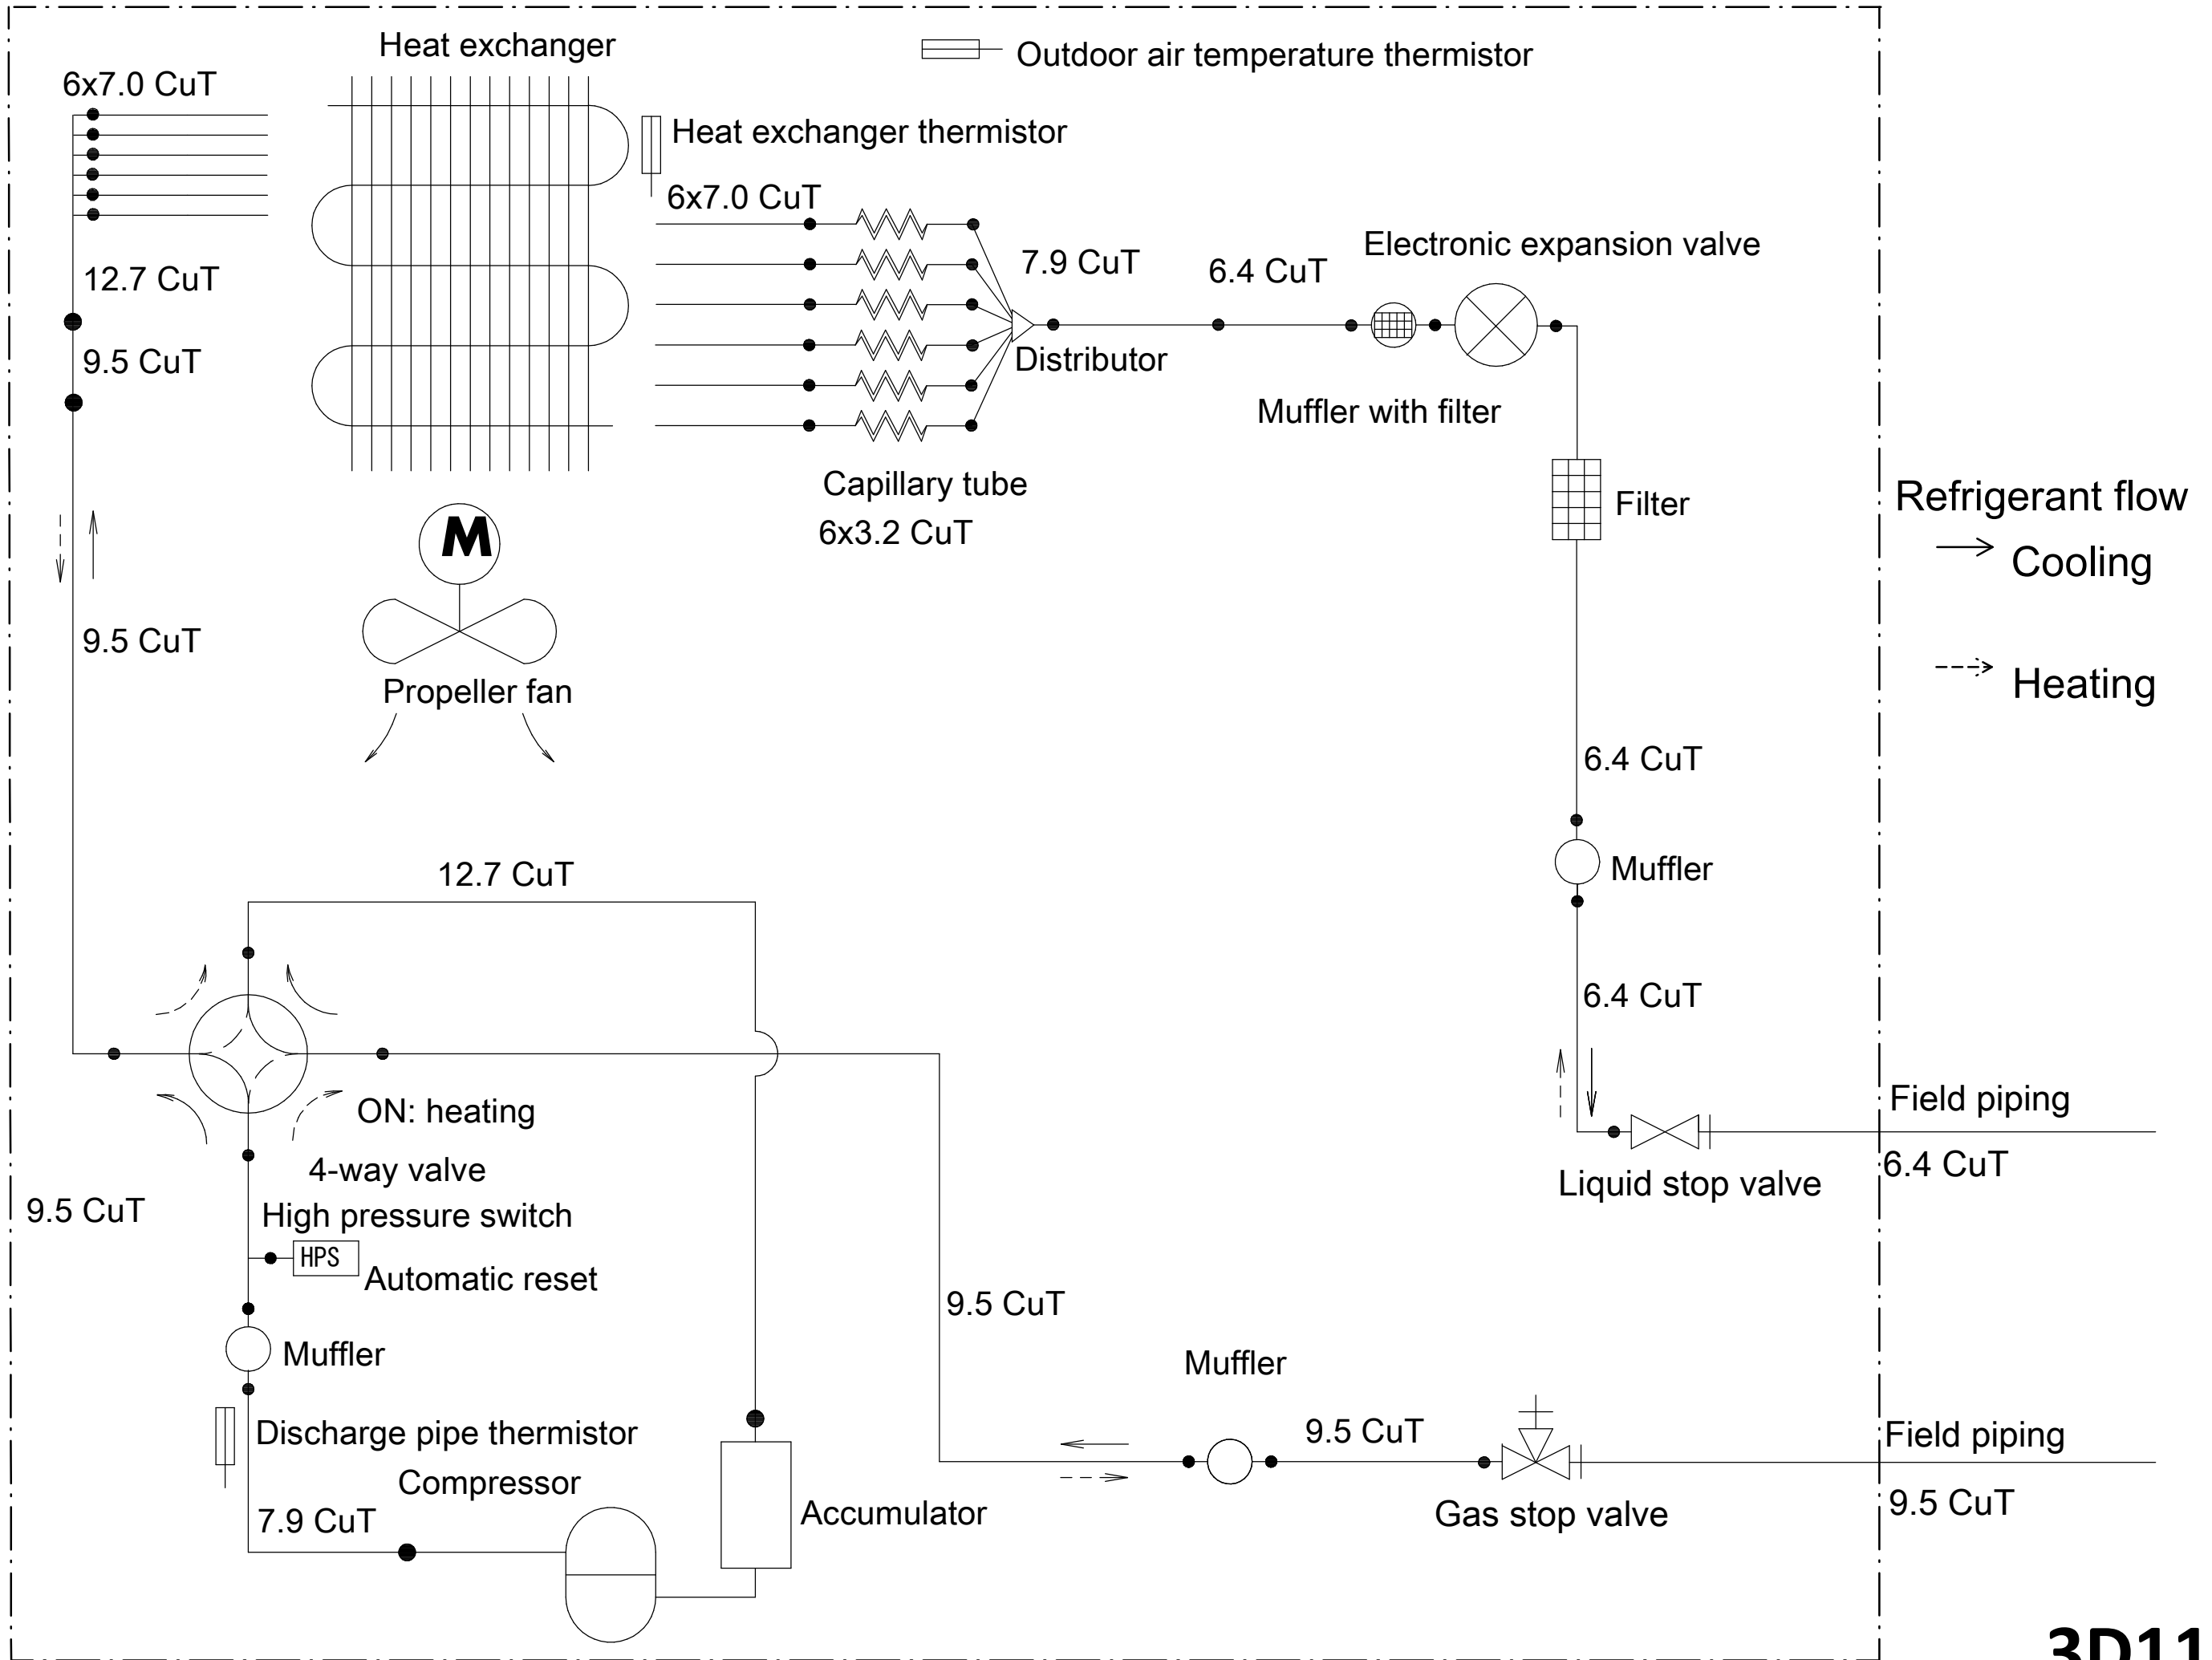 Heat exchanger
Outdoor air temperature thermistor
6x7.0 CuT
Heat exchanger thermistor
6x7.0 CuT
Electronic expansion valve
7.9 CuT
6.4 CuT
12.7 CuT
9.5 CuT
Distributor
Muffler with filter
Capillary tube
6x3.2 CuT
Filter
Refrigerant flow
Cooling
M
9.5 CuT
Propeller fan
Heating
6.4 CuT
Muffler
12.7 CuT
6.4 CuT
ON: heating
4-way valve
Field piping
6.4 CuT
Liquid stop valve
9.5 CuT
High pressure switch
HPS
Automatic reset
9.5 CuT
Muffler
Muffler
Discharge pipe thermistor
9.5 CuT
Field piping
Compressor
7.9 CuT
Accumulator
Gas stop valve
9.5 CuT
3D11